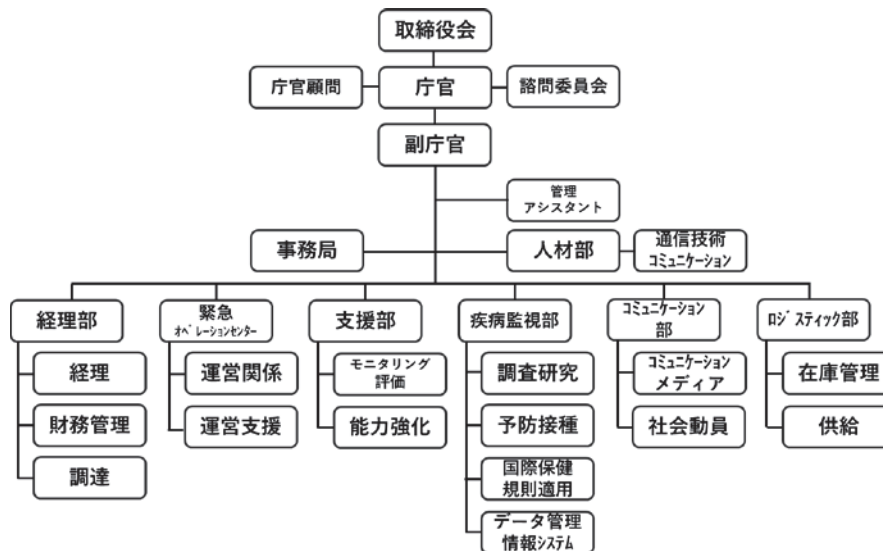 取締役会
庁官顧問
庁官
諮問委員会
副庁官
管理
アシスタント
事務局
人材部
通信技術
ｺﾐｭﾆｹｰｼｮﾝ
経理部
緊急
ｵﾍﾟﾚｰｼｮﾝｾﾝﾀｰ
支援部
疾病監視部
ｺﾐｭﾆｹｰｼｮﾝ
部
ﾛｼﾞｽﾃｨｯｸ部
経理
運営関係
モニタリング
評価
調査研究
ｺﾐｭﾆｹｰｼｮﾝ
メディア
在庫管理
財務管理
運営支援
能力強化
予防接種
社会動員
供給
調達
国際保健
規則適用
データ管理
情報ｼｽﾃﾑ